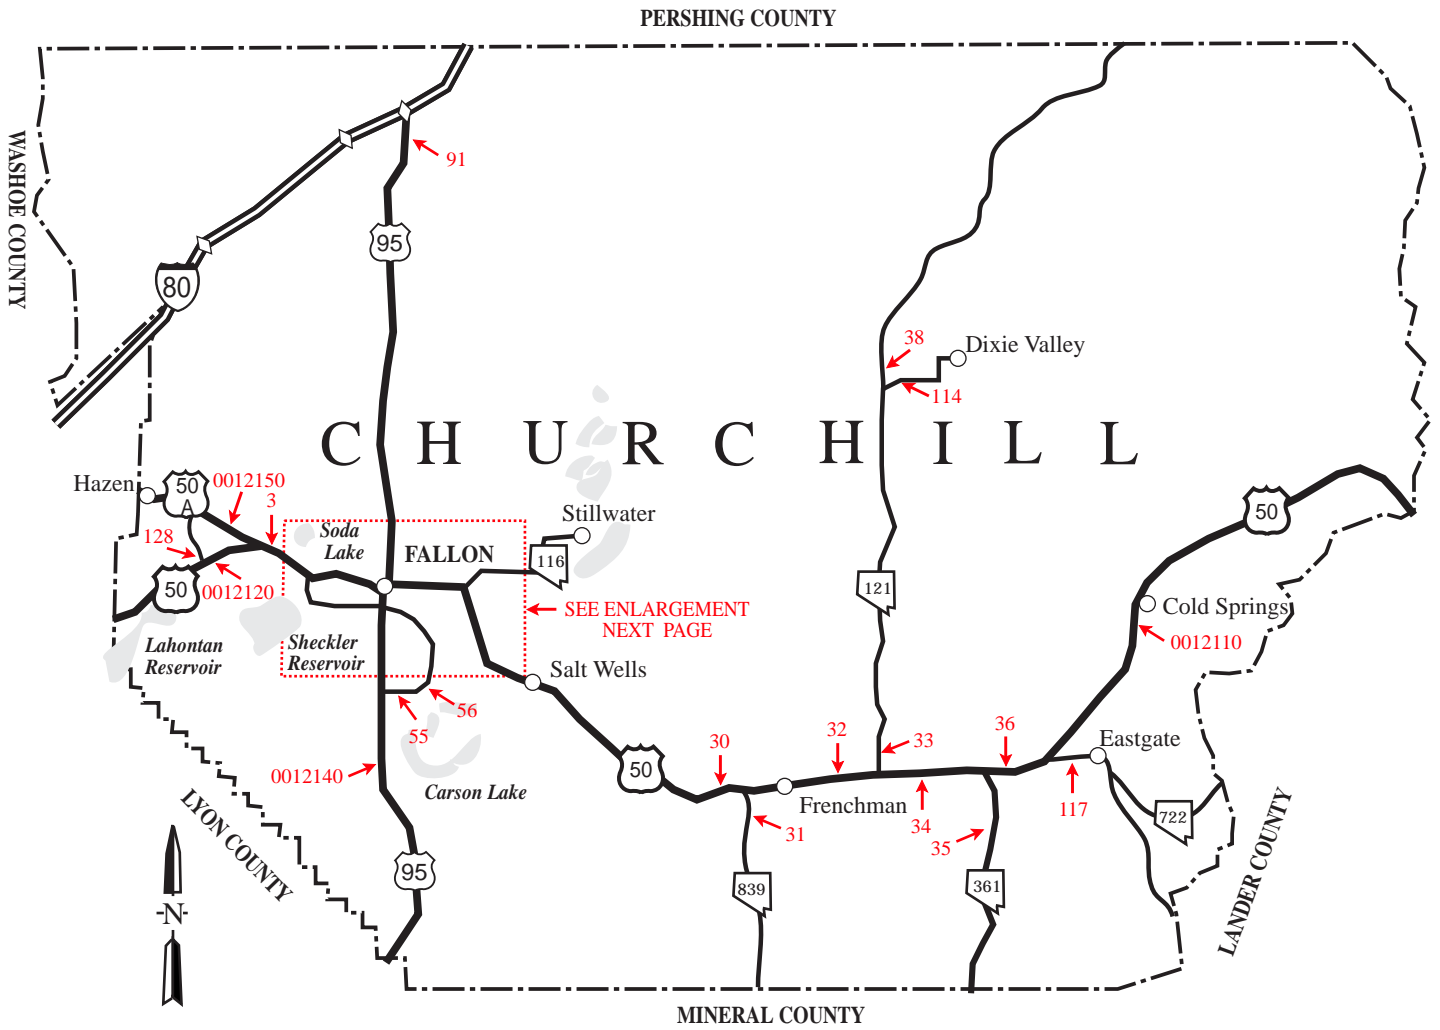 PERSHING COUNTY
WASHOE COUNTY
91
95
80
38
Dixie Valley
114
C H U R C H I L L
Hazen
50
A
0012150
3
Stillwater
50
Soda
Lake
FALLON
128
116
0012120
50
121
SEE ENLARGEMENT
NEXT PAGE
Cold Springs
0012110
Lahontan
Reservoir
Sheckler
Reservoir
Salt Wells
56
55
30
32
33
36
Eastgate
0012140
50
Carson Lake
Frenchman
LYON COUNTY
31
34
35
117
722
95
839
361
LANDER COUNTY
N
MINERAL COUNTY